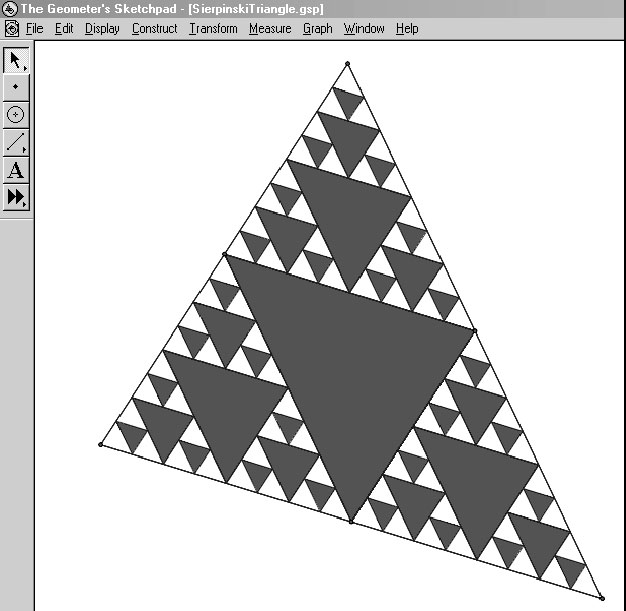 The Geometer's Sketchpad - [SierpinskiTriangle.gsp]
File Edit Display Construct Transform Measure Graph Window Help
A